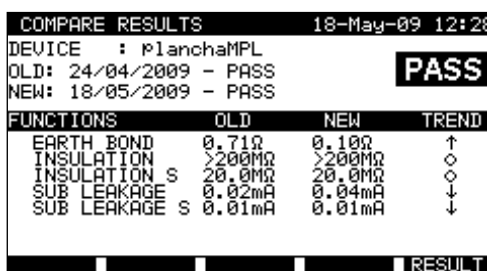 COMPARE RESULTS 18-May-09 12:28
DEVICE : PlanchaMPL
OLD: 24/04/2009 - PASS
NEW: 18/05/2009 - PASS
PASS
FUNCTIONS OLD NEW TREND
EARTH BOND 0.71Ω 0.10Ω ↑
INSULATION >200MΩ >200MΩ ◇
INSULATION S 20.0MΩ 20.0MΩ ◇
SUB LEAKAGE 0.02mA 0.04mA ↓
SUB LEAKAGE S 0.01mA 0.01mA ↓
RESULT